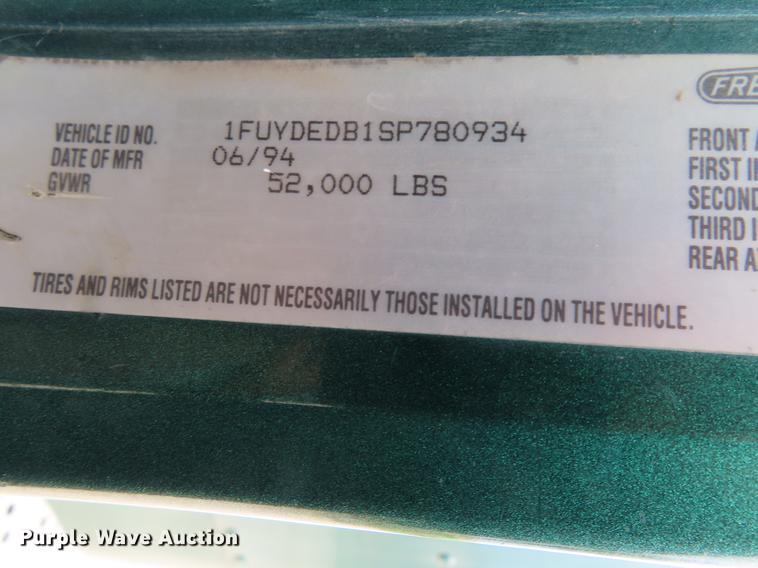 VEHICLE ID NO. 1FUYDEDB1SP780934
DATE OF MFR 06/94
GVWR 52,000 LBS
TIRES AND RIMS LISTED ARE NOT NECESSARILY THOSE INSTALLED ON THE VEHICLE.
FRE
FRONT
FIRST
SECOND
THIRD
REAR
Purple Wave Auction